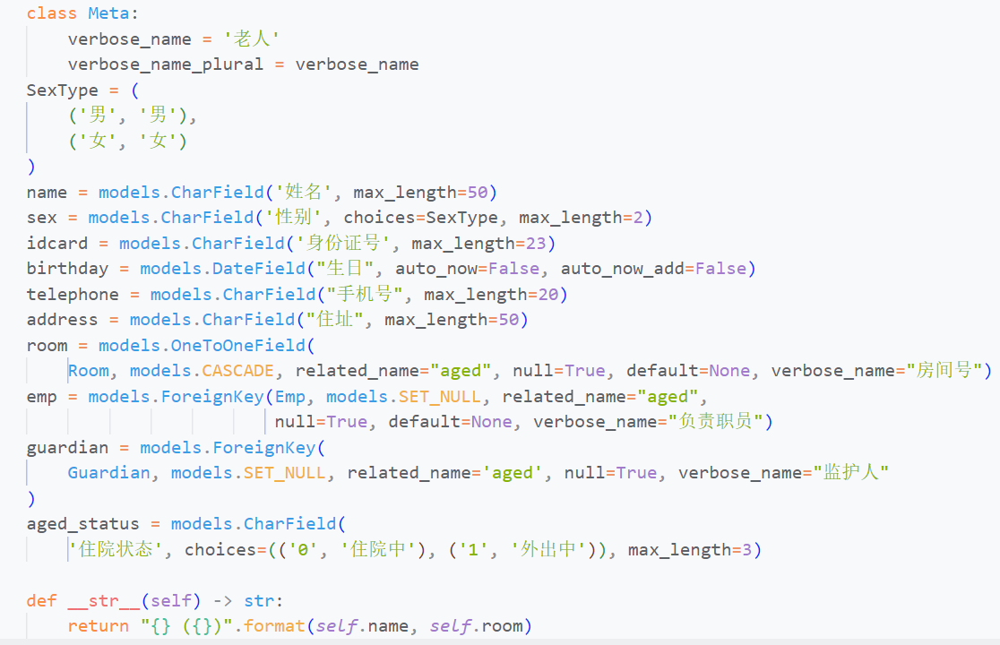 class Meta:
    verbose_name = '老人'
    verbose_name_plural = verbose_name
SexType = (
    ('男', '男'),
    ('女', '女')
)
name = models.CharField('姓名', max_length=50)
sex = models.CharField('性别', choices=SexType, max_length=2)
idcard = models.CharField('身份证号', max_length=23)
birthday = models.DateField("生日", auto_now=False, auto_now_add=False)
telephone = models.CharField("手机号", max_length=20)
address = models.CharField("住址", max_length=50)
room = models.OneToOneField(
    Room, models.CASCADE, related_name="aged", null=True, default=None, verbose_name="房间号")
emp = models.ForeignKey(Emp, models.SET_NULL, related_name="aged",
                        null=True, default=None, verbose_name="负责职员")
guardian = models.ForeignKey(
    Guardian, models.SET_NULL, related_name='aged', null=True, verbose_name="监护人"
)
aged_status = models.CharField(
    '住院状态', choices=(('0', '住院中'), ('1', '外出中')), max_length=3)

def __str__(self) -> str:
    return "{} ({})".format(self.name, self.room)